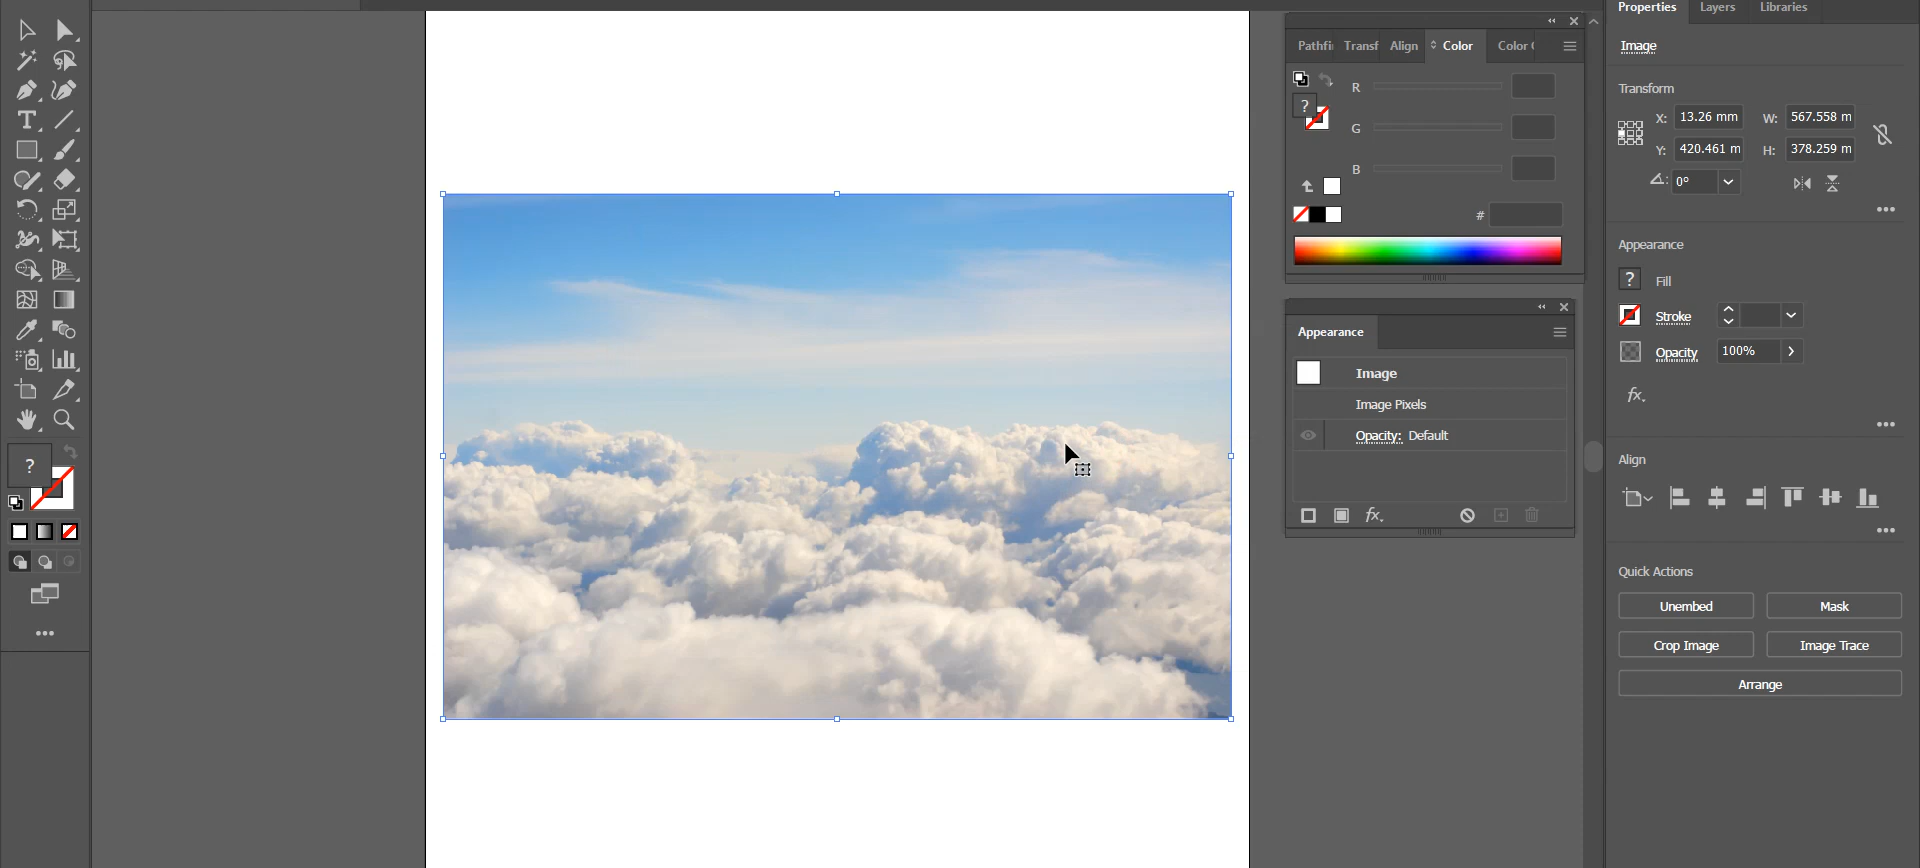 Properties Layers Libraries
Image
Transform
X: 13.26 mm W: 567.558 m
Y: 420.461 m H: 378.259 m
0°
Appearance
? Fill
Stroke
Opacity 100%
fx.
Align
Quick Actions
Unembed Mask
Crop Image Image Trace
Arrange
Pathfi Transf Align Color Color
?
R
G
B
#
Appearance
Image
Image Pixels
Opacity: Default
fx.
T
?